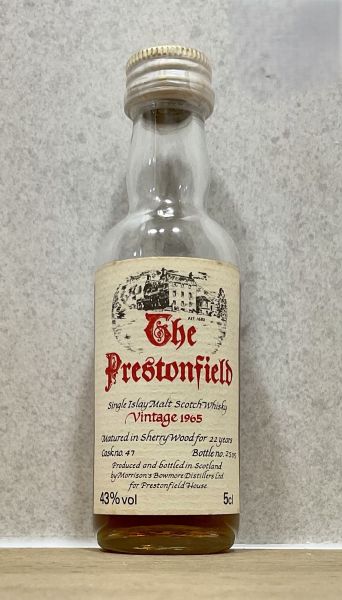 The
Prestonfield
Single Islay Malt Scotch Whisky
Vintage 1965
Matured in Sherry Wood for 22 years
Cask no. 47 Bottle no.
Produced and bottled in Scotland
by Morrison's Bowmore Distillers Ltd
for Prestonfield House.
43% vol 5cl